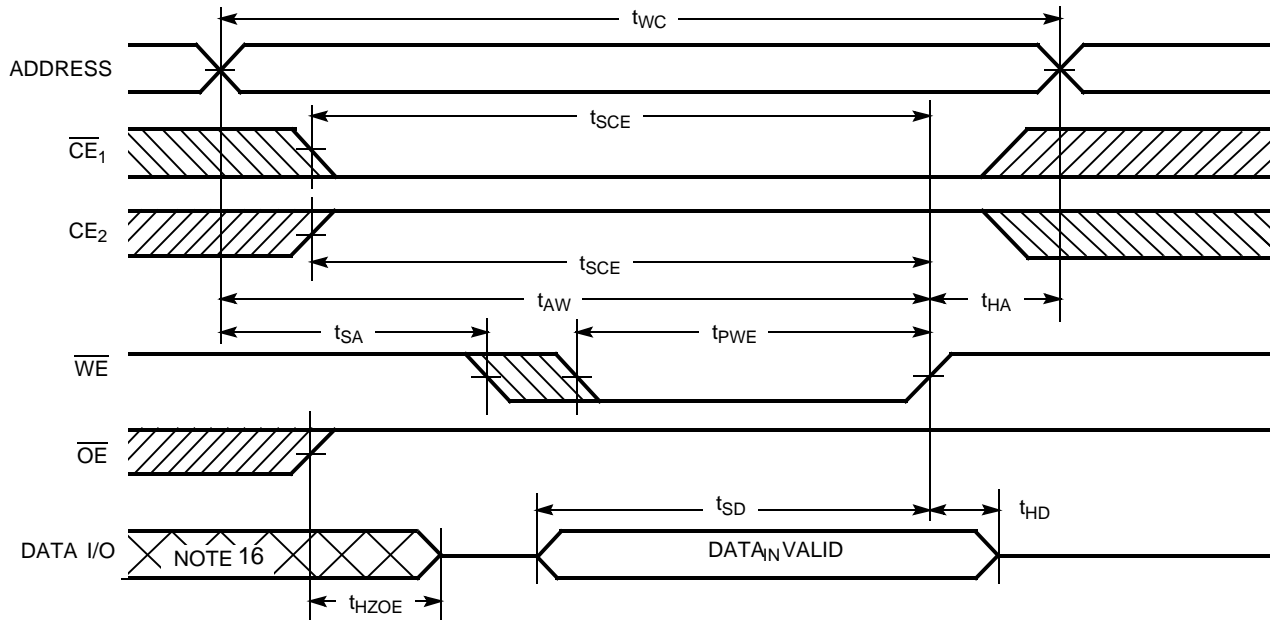 tWC
ADDRESS
tSCE
CE1
CE2
tSCE
tAW
tHA
tSA
tPWE
WE
OE
tSD
tHD
DATA I/O
NOTE 16
DATAIN VALID
tHZOE